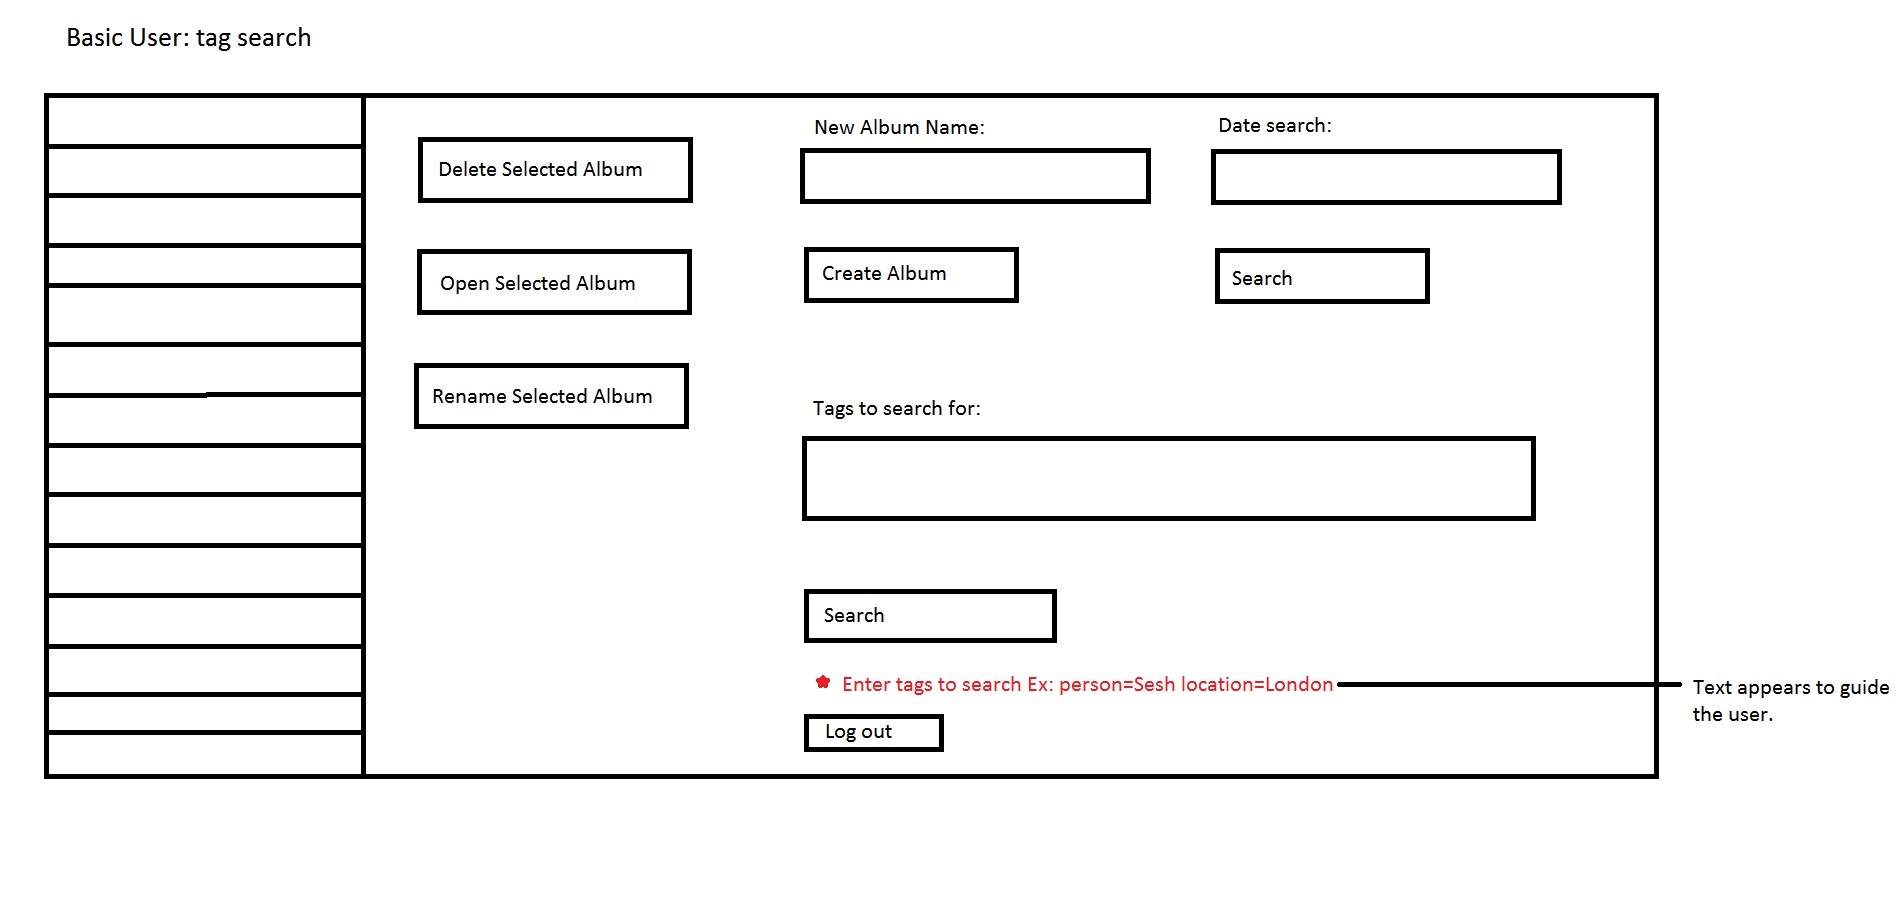 Basic User: tag search
Delete Selected Album
Open Selected Album
Rename Selected Album
New Album Name:
Create Album
Date search:
Search
Tags to search for:
Search
* Enter tags to search Ex: person=Sesh location=London
Log out
Text appears to guide
the user.